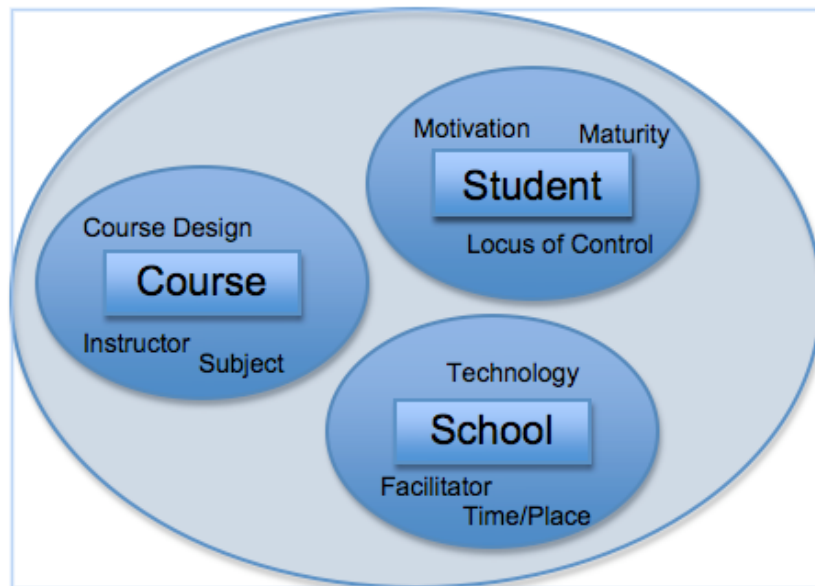 Motivation
Maturity
Student
Locus of Control
Course Design
Course
Instructor
Subject
Technology
School
Facilitator
Time/Place